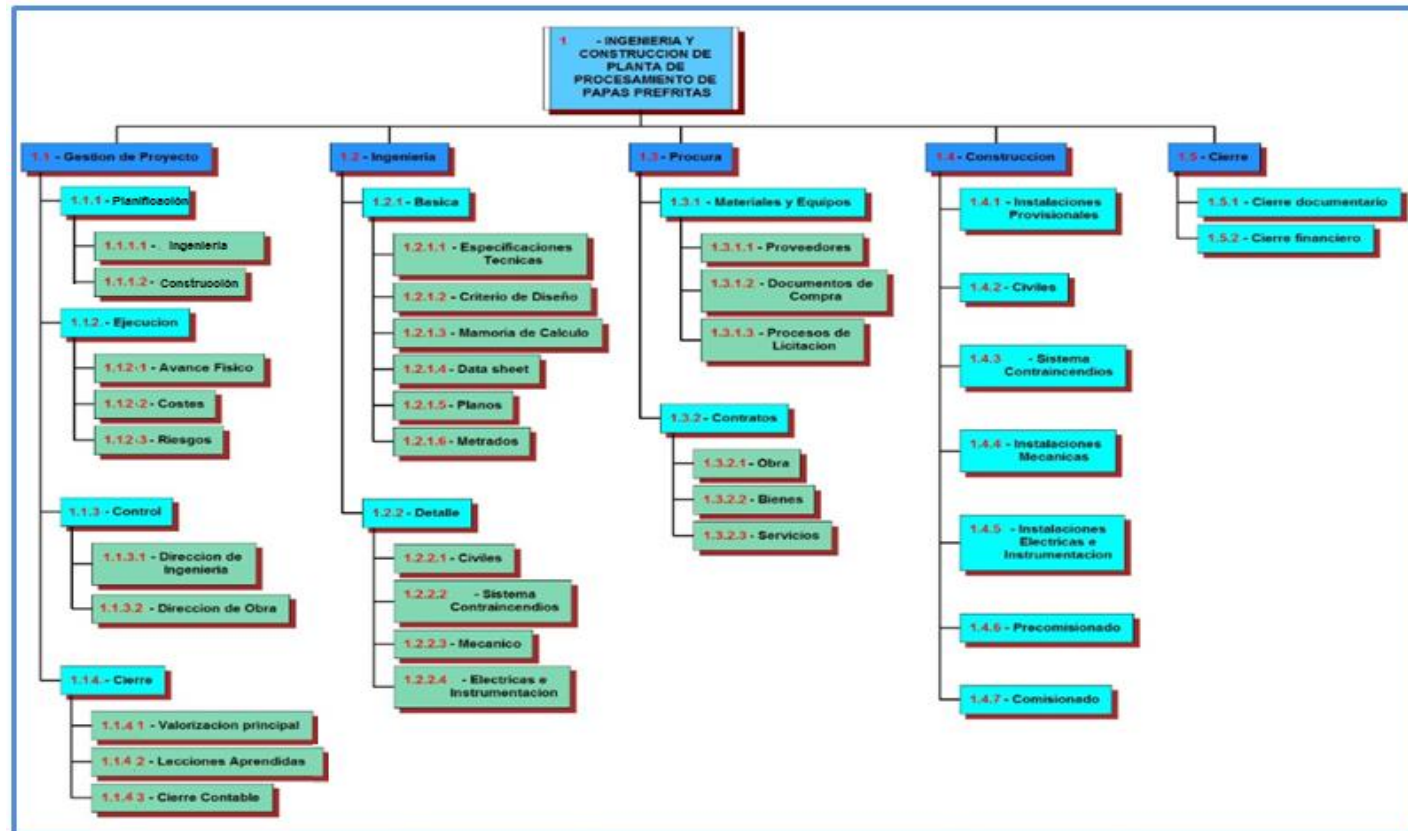 1 - INGENIERIA Y
CONSTRUCCION DE
PLANTA DE
PROCESAMIENTO DE
PAPAS PREFRITAS
1.1 - Gestion de Proyecto
1.1.1 - Planificación
1.1.1.1 - . Ingeniería
1.1.1.2 - Construcción
1.1.2. - Ejecucion
1.1.2.1 - Avance Fisico
1.1.2.2 - Costes
1.1.2.3 - Riesgos
1.1.3 - Control
1.1.3.1 - Direccion de
Ingenieria
1.1.3.2 - Direccion de Obra
1.1.4. - Cierre
1.1.4 1 - Valorizacion principal
1.1.4 2 - Lecciones Aprendidas
1.1.4 3 - Cierre Contable
1.2 - Ingenieria
1.2.1 - Basica
1.2.1.1 - Especificaciones
Tecnicas
1.2.1.2 - Criterio de Diseño
1.2.1.3 - Mamoria de Calculo
1.2.1.4 - Data sheet
1.2.1.5 - Planos
1.2.1.6 - Metrados
1.2.2 - Detalle
1.2.2.1 - Civiles
1.2.2.2 - Sistema
Contraincendios
1.2.2.3 - Mecanico
1.2.2.4 - Electricas e
Instrumentacion
1.3 - Procura
1.3.1 - Materiales y Equipos
1.3.1.1 - Proveedores
1.3.1.2 - Documentos de
Compra
1.3.1.3 - Procesos de
Licitacion
1.3.2 - Contratos
1.3.2.1 - Obra
1.3.2.2 - Bienes
1.3.2.3 - Servicios
1.4 - Construccion
1.4.1 - Instalaciones
Provisionales
1.4.2 - Civiles
1.4.3 - Sistema
Contraincendios
1.4.4 - Instalaciones
Mecanicas
1.4.5 - Instalaciones
Electricas e
Instrumentacion
1.4.6 - Precomisionado
1.4.7 - Comisionado
1.5 - Cierre
1.5.1 - Cierre documentario
1.5.2 - Cierre financiero